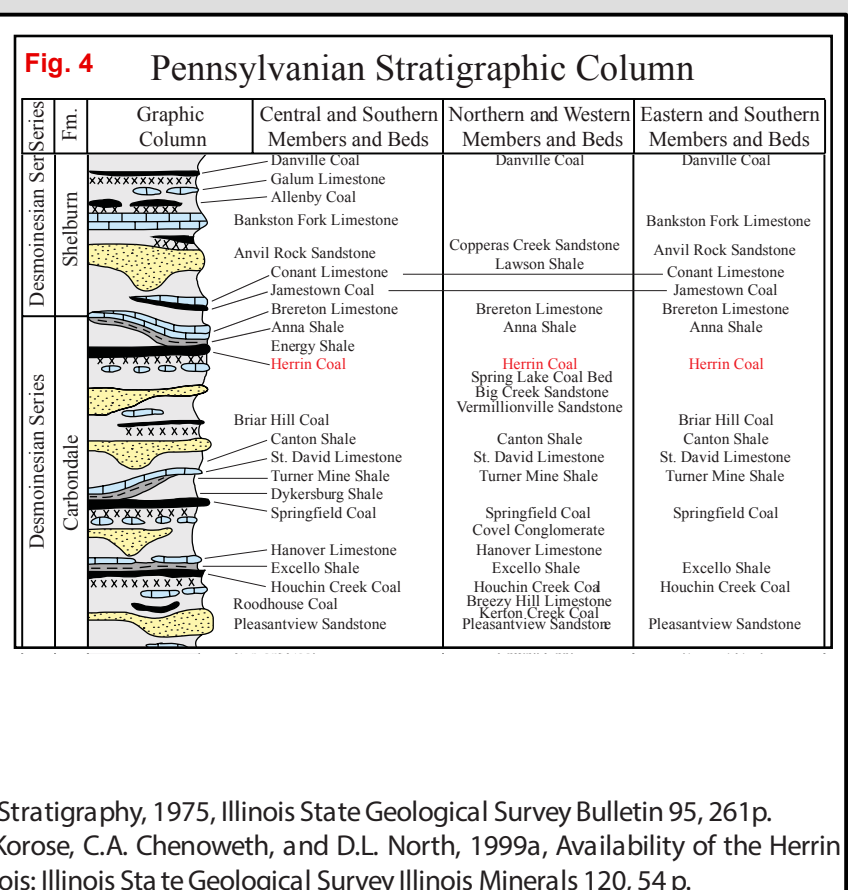 Fig. 4
Pennsylvanian Stratigraphic Column
Series
Fm.
Graphic Column
Central and Southern Members and Beds
Northern and Western Members and Beds
Eastern and Southern Members and Beds
Desmoinesian Ser
Shelburn
Desmoinesian Series
Carbondale
Danville Coal
Galum Limestone
Allenby Coal
Bankston Fork Limestone
Anvil Rock Sandstone
Conant Limestone
Jamestown Coal
Brereton Limestone
Anna Shale
Energy Shale
Herrin Coal
Briar Hill Coal
Canton Shale
St. David Limestone
Turner Mine Shale
Dykersburg Shale
Springfield Coal
Hanover Limestone
Excello Shale
Houchin Creek Coal
Roodhouse Coal
Pleasantview Sandstone
Danville Coal
Copperas Creek Sandstone
Lawson Shale
Brereton Limestone
Anna Shale
Herrin Coal
Spring Lake Coal Bed
Big Creek Sandstone
Vermillionville Sandstone
Canton Shale
St. David Limestone
Turner Mine Shale
Springfield Coal
Covel Conglomerate
Hanover Limestone
Excello Shale
Houchin Creek Coal
Breezy Hill Limestone
Kerton Creek Coal
Pleasantview Sandstone
Danville Coal
Bankston Fork Limestone
Anvil Rock Sandstone
Conant Limestone
Jamestown Coal
Brereton Limestone
Anna Shale
Herrin Coal
Briar Hill Coal
Canton Shale
St. David Limestone
Turner Mine Shale
Springfield Coal
Excello Shale
Houchin Creek Coal
Pleasantview Sandstone
Stratigraphy, 1975, Illinois State Geological Survey Bulletin 95, 261p.
Korose, C.A. Chenoweth, and D.L. North, 1999a, Availability of the Herrin
ois: Illinois State Geological Survey Illinois Minerals 120, 54 p.